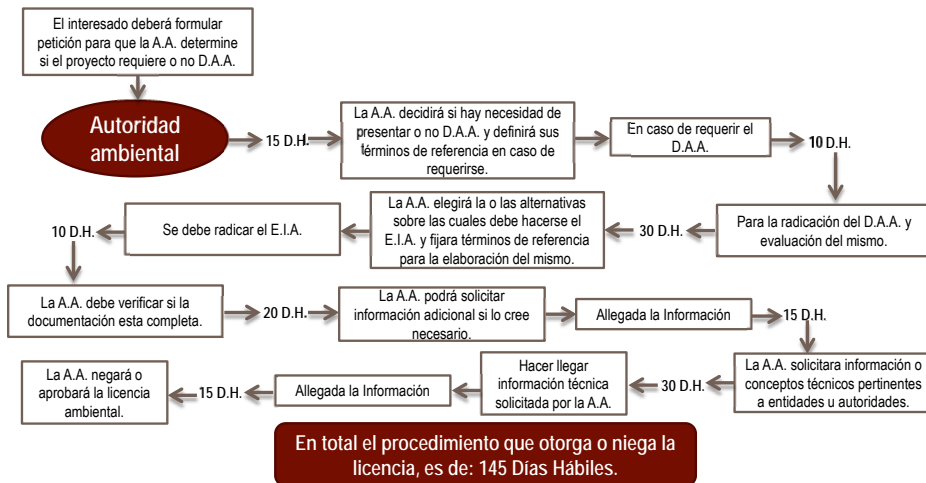 El interesado deberá formular
petición para que la A.A. determine
si el proyecto requiere o no D.A.A.
Autoridad
ambiental
15 D.H.
La A.A. decidirá si hay necesidad de
presentar o no D.A.A. y definirá sus
términos de referencia en caso de
requerirse.
En caso de requerir el
D.A.A.
10 D.H.
Para la radicación del D.A.A. y
evaluación del mismo.
30 D.H.
La A.A. elegirá la o las alternativas
sobre las cuales debe hacerse el
E.I.A. y fijara términos de referencia
para la elaboración del mismo.
Se debe radicar el E.I.A.
10 D.H.
La A.A. debe verificar si la
documentación esta completa.
20 D.H.
La A.A. podrá solicitar
información adicional si lo cree
necesario.
Allegada la Información
15 D.H.
La A.A. solicitara información o
conceptos técnicos pertinentes
a entidades u autoridades.
30 D.H.
Hacer llegar
información técnica
solicitada por la A.A.
Allegada la Información
15 D.H.
La A.A. negará o
aprobará la licencia
ambiental.
En total el procedimiento que otorga o niega la
licencia, es de: 145 Días Hábiles.